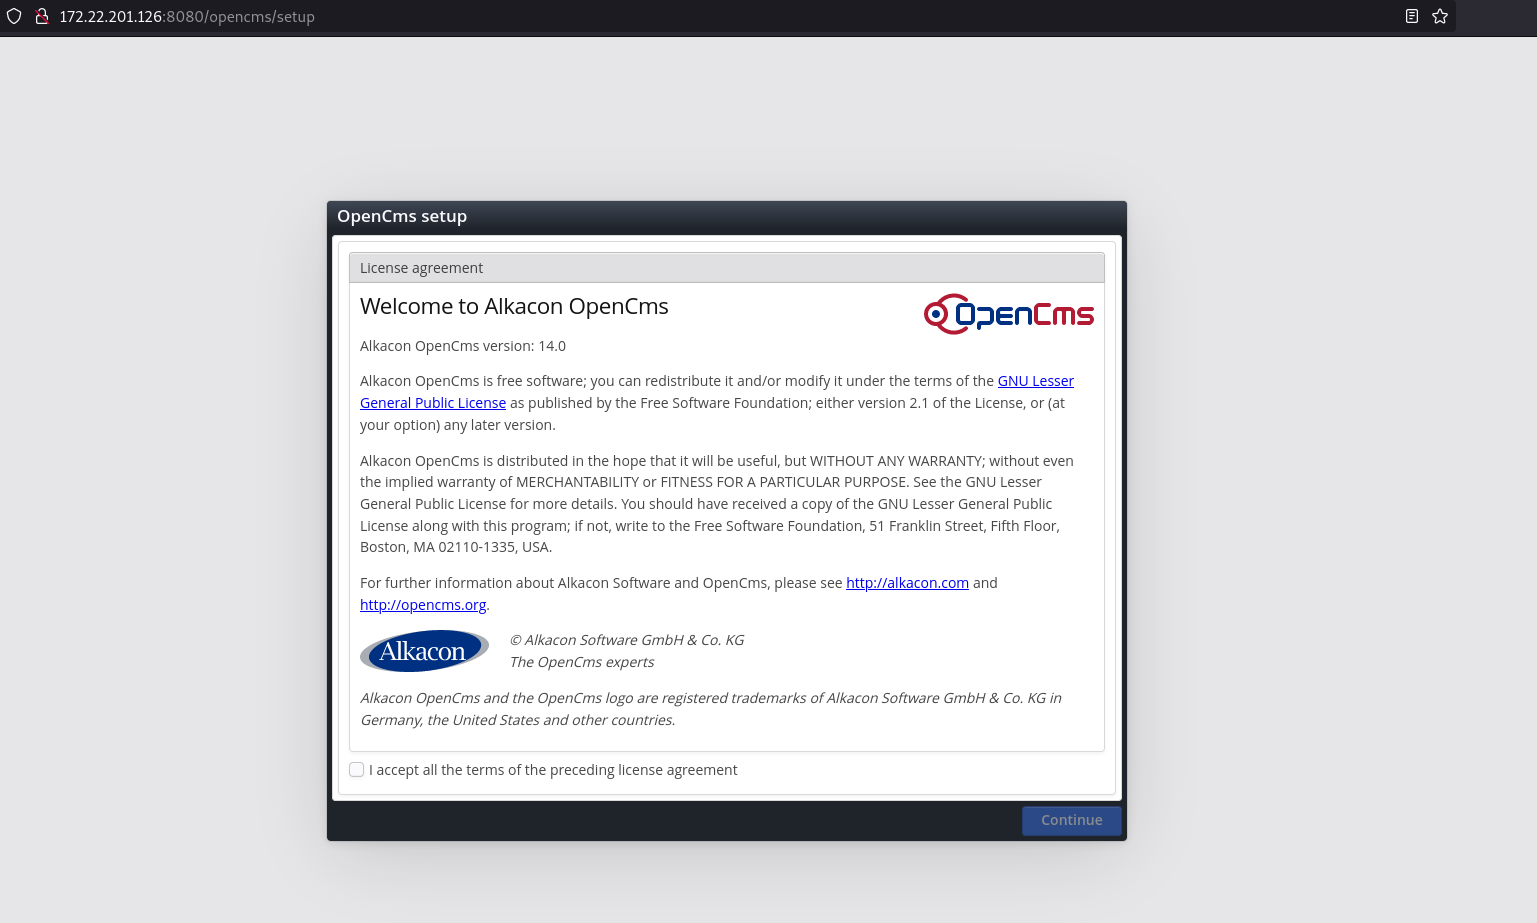 172.22.201.126:8080/opencms/setup
OpenCms setup
License agreement
Welcome to Alkacon OpenCms
OpenCms
Alkacon OpenCms version: 14.0
Alkacon OpenCms is free software; you can redistribute it and/or modify it under the terms of the GNU Lesser
General Public License as published by the Free Software Foundation; either version 2.1 of the License, or (at
your option) any later version.
Alkacon OpenCms is distributed in the hope that it will be useful, but WITHOUT ANY WARRANTY; without even
the implied warranty of MERCHANTABILITY or FITNESS FOR A PARTICULAR PURPOSE. See the GNU Lesser
General Public License for more details. You should have received a copy of the GNU Lesser General Public
License along with this program; if not, write to the Free Software Foundation, 51 Franklin Street, Fifth Floor,
Boston, MA 02110-1335, USA.
For further information about Alkacon Software and OpenCms, please see http://alkacon.com and
http://opencms.org.
Alkacon
© Alkacon Software GmbH & Co. KG
The OpenCms experts
Alkacon OpenCms and the OpenCms logo are registered trademarks of Alkacon Software GmbH & Co. KG in
Germany, the United States and other countries.
I accept all the terms of the preceding license agreement
Continue